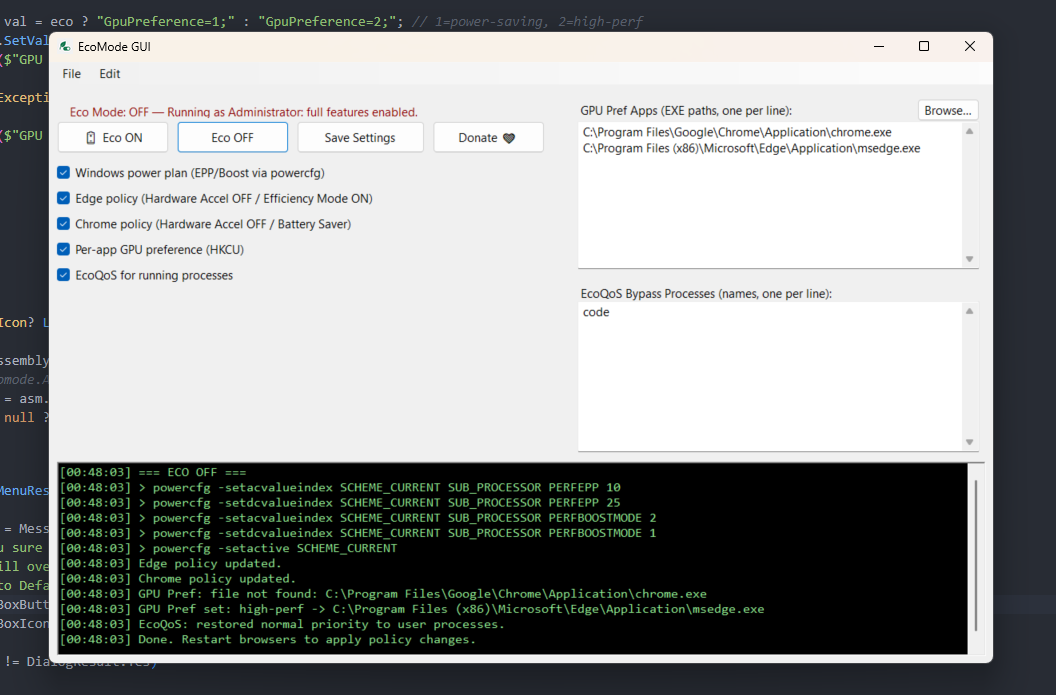 val = eco ? "GpuPreference=1;" : "GpuPreference=2;"; // 1=power-saving, 2=high-perf
.SetVal
($"GPU
Excepti
($"GPU
Icon?
ssembly
omode.A
= asm.
null ?
MenuRes
= Mess
u sure
ill ove
to Defa
BoxButt
BoxIcon
!= DialogResult.Yes)
EcoMode GUI
File Edit
Eco Mode: OFF — Running as Administrator: full features enabled.
Eco ON
Eco OFF
Save Settings
Donate 🖤
Windows power plan (EPP/Boost via powercfg)
Edge policy (Hardware Accel OFF / Efficiency Mode ON)
Chrome policy (Hardware Accel OFF / Battery Saver)
Per-app GPU preference (HKCU)
EcoQoS for running processes
GPU Pref Apps (EXE paths, one per line):
Browse...
C:\Program Files\Google\Chrome\Application\chrome.exe
C:\Program Files (x86)\Microsoft\Edge\Application\msedge.exe
EcoQoS Bypass Processes (names, one per line):
code
[00:48:03] === ECO OFF ===
[00:48:03] > powercfg -setacvalueindex SCHEME_CURRENT SUB_PROCESSOR PERFEPP 10
[00:48:03] > powercfg -setdcvalueindex SCHEME_CURRENT SUB_PROCESSOR PERFEPP 25
[00:48:03] > powercfg -setacvalueindex SCHEME_CURRENT SUB_PROCESSOR PERFBOOSTMODE 2
[00:48:03] > powercfg -setdcvalueindex SCHEME_CURRENT SUB_PROCESSOR PERFBOOSTMODE 1
[00:48:03] > powercfg -setactive SCHEME_CURRENT
[00:48:03] Edge policy updated.
[00:48:03] Chrome policy updated.
[00:48:03] GPU Pref: file not found: C:\Program Files\Google\Chrome\Application\chrome.exe
[00:48:03] GPU Pref set: high-perf -> C:\Program Files (x86)\Microsoft\Edge\Application\msedge.exe
[00:48:03] EcoQoS: restored normal priority to user processes.
[00:48:03] Done. Restart browsers to apply policy changes.